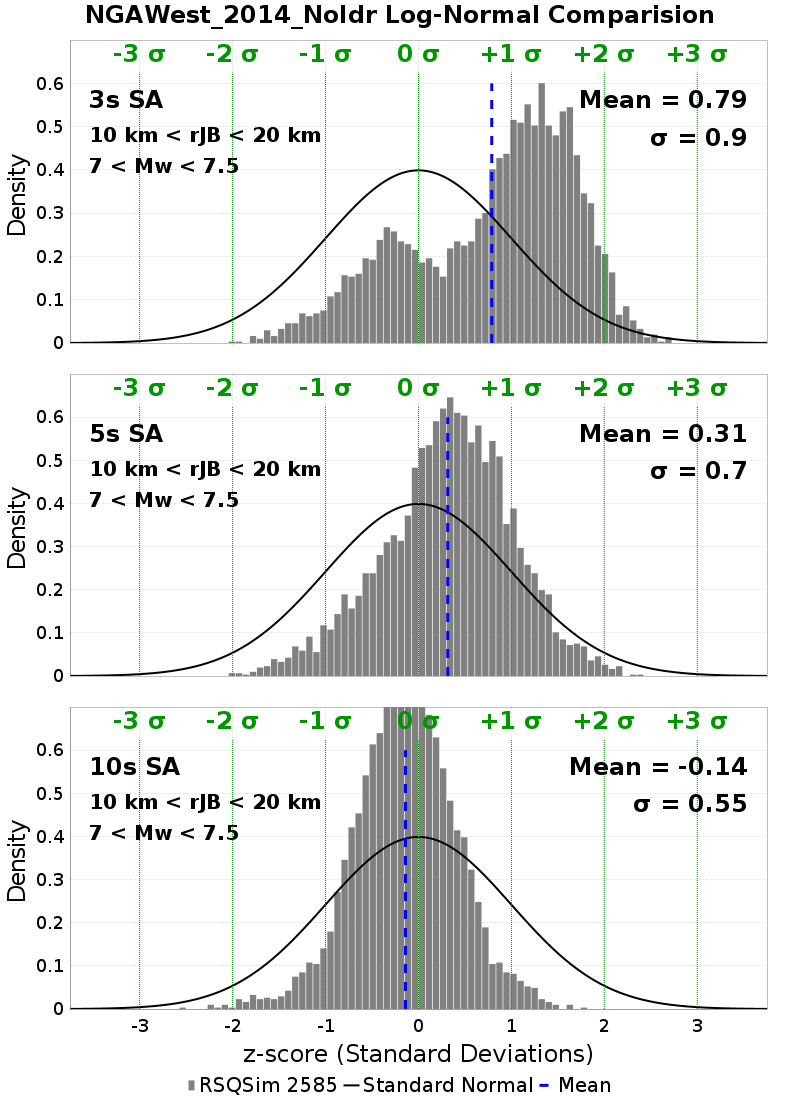 NGAWest_2014_NoIdr Log-Normal Comparision
-3 σ -2 σ -1 σ 0 σ +1 σ +2 σ +3 σ
3s SA
Mean = 0.79
10 km < rJB < 20 km
σ = 0.9
7 < Mw < 7.5
Density
0.6
0.5
0.4
0.3
0.2
0.1
0
-3 σ -2 σ -1 σ 0 σ +1 σ +2 σ +3 σ
5s SA
Mean = 0.31
10 km < rJB < 20 km
σ = 0.7
7 < Mw < 7.5
Density
0.6
0.5
0.4
0.3
0.2
0.1
0
-3 σ -2 σ -1 σ 0 σ +1 σ +2 σ +3 σ
10s SA
Mean = -0.14
10 km < rJB < 20 km
σ = 0.55
7 < Mw < 7.5
Density
0.6
0.5
0.4
0.3
0.2
0.1
0
-3 -2 -1 0 1 2 3
z-score (Standard Deviations)
RSQSim 2585 Standard Normal Mean